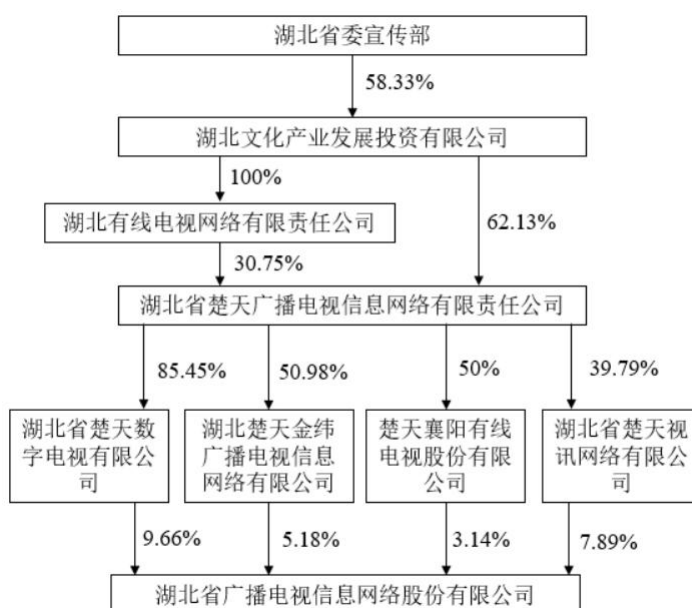 湖北省委宣传部
58.33%
湖北文化产业发展投资有限公司
100%
湖北有线电视网络有限责任公司
62.13%
30.75%
湖北省楚天广播电视信息网络有限责任公司
85.45%
50.98%
50%
39.79%
湖北省楚天数
字电视有限公
司
湖北楚天金纬
广播电视信息
网络有限公司
楚天襄阳有线
电视股份有限
公司
湖北省楚天视
讯网络有限公
司
9.66%
5.18%
3.14%
7.89%
湖北省广播电视信息网络股份有限公司